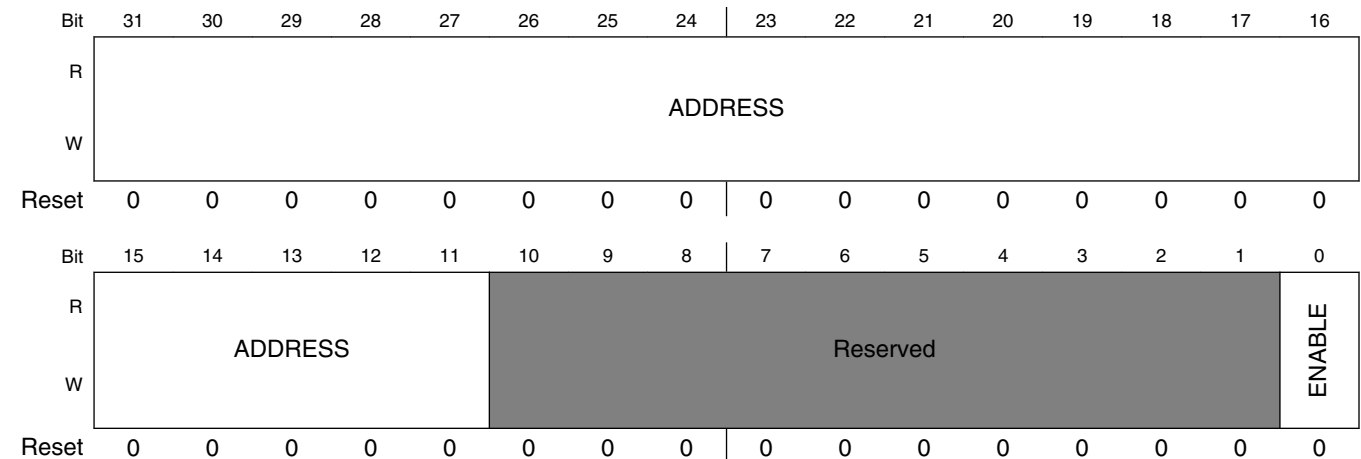 Bit 31 30 29 28 27 26 25 24 23 22 21 20 19 18 17 16
R
ADDRESS
W
Reset 0 0 0 0 0 0 0 0 0 0 0 0 0 0 0 0
Bit 15 14 13 12 11 10 9 8 7 6 5 4 3 2 1 0
R
ADDRESS Reserved ENABLE
W
Reset 0 0 0 0 0 0 0 0 0 0 0 0 0 0 0 0